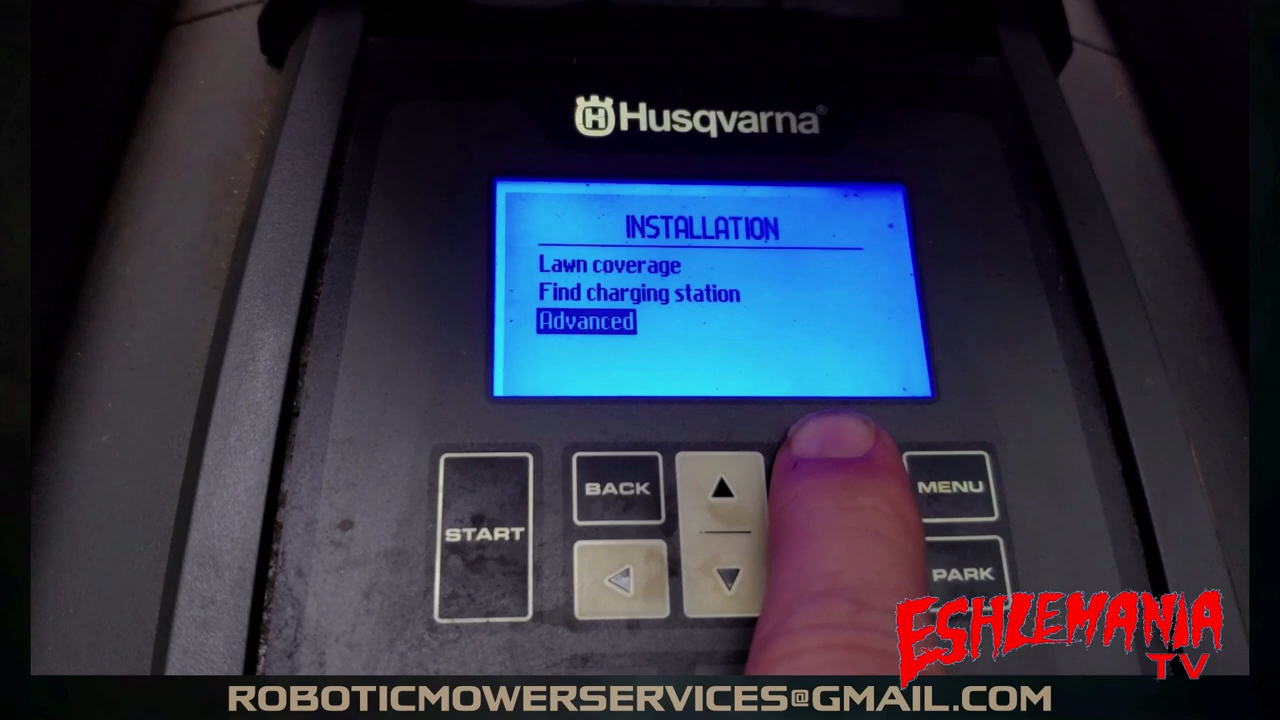 Husqvarna®
INSTALLATION
Lawn coverage
Find charging station
Advanced
START
BACK
MENU
PARK
ESHLEMANIA
TV
ROBOTICMOWERSERVICES@GMAIL.COM